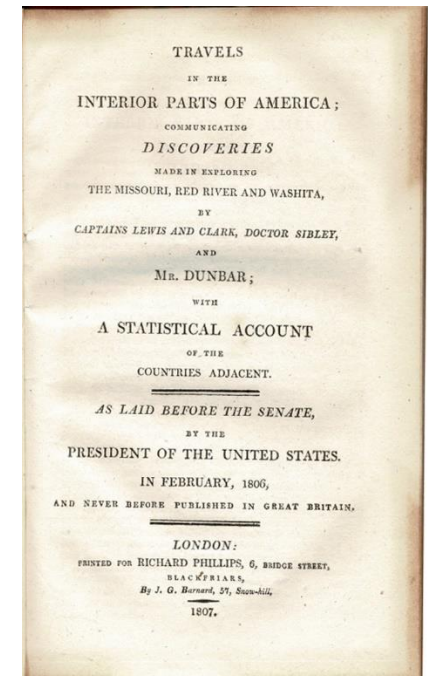 TRAVELS
IN THE
INTERIOR PARTS OF AMERICA;
COMMUNICATING
DISCOVERIES
MADE IN EXPLORING
THE MISSOURI, RED RIVER AND WASHITA,
BY
CAPTAINS LEWIS AND CLARK, DOCTOR SIBLEY,
AND
MR. DUNBAR;
WITH
A STATISTICAL ACCOUNT
OF THE
COUNTRIES ADJACENT.
AS LAID BEFORE THE SENATE,
BY THE
PRESIDENT OF THE UNITED STATES.
IN FEBRUARY, 1806,
AND NEVER BEFORE PUBLISHED IN GREAT BRITAIN.
LONDON:
PRINTED FOR RICHARD PHILLIPS, 6, BRIDGE STREET,
BLACKFRIARS,
By J. G. Barnard, 57, Snow-hill,
1807.